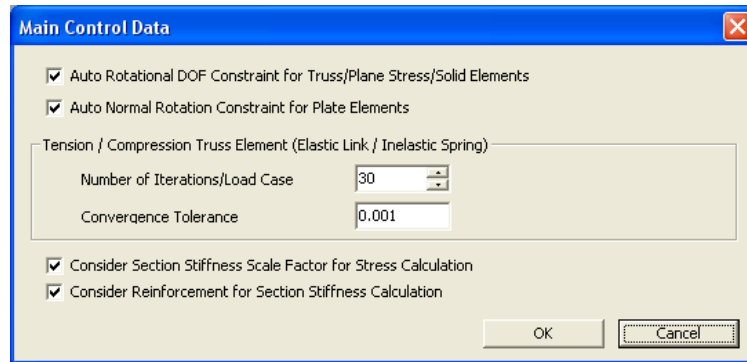 Main Control Data
Auto Rotational DOF Constraint for Truss/Plane Stress/Solid Elements
Auto Normal Rotation Constraint for Plate Elements
Tension / Compression Truss Element (Elastic Link / Inelastic Spring)
Number of Iterations/Load Case 30
Convergence Tolerance 0.001
Consider Section Stiffness Scale Factor for Stress Calculation
Consider Reinforcement for Section Stiffness Calculation
OK Cancel